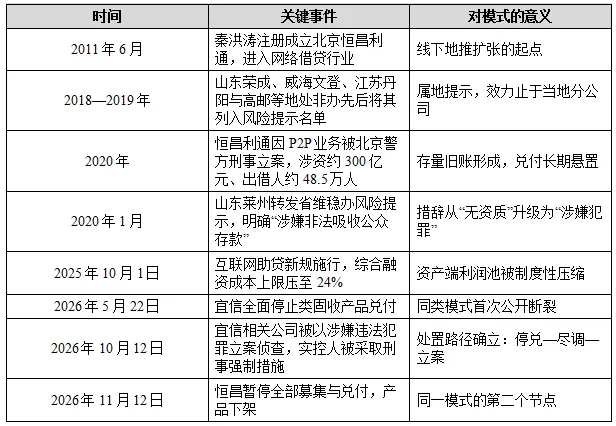 时间
关键事件
对模式的意义
2011 年 6 月
秦洪涛注册成立北京恒昌利
通，进入网络借贷行业
线下地推扩张的起点
2018—2019 年
山东荣成、威海文登、江苏丹
阳与高邮等地处非办先后将其
列入风险提示名单
属地提示，效力止于当地分公
司
2020 年
恒昌利通因 P2P 业务被北京警
方刑事立案，涉资约 300 亿
元、出借人约 48.5 万人
存量旧账形成，兑付长期悬置
2020 年 1 月
山东莱州转发省维稳办风险提
示，明确“涉嫌非法吸收公众
存款”
措辞从“无资质”升级为“涉嫌犯
罪”
2025 年 10 月 1 日
互联网助贷新规施行，综合融
资成本上限压至 24%
资产端利润池被制度性压缩
2026 年 5 月 22 日
宜信全面停止类固收产品兑付
同类模式首次公开断裂
2026 年 10 月 12 日
宜信相关公司被以涉嫌违法犯
罪立案侦查，实控人被采取刑
事强制措施
处置路径确立：停兑—尽调—
立案
2026 年 11 月 12 日
恒昌暂停全部募集与兑付，产
品下架
同一模式的第二个节点